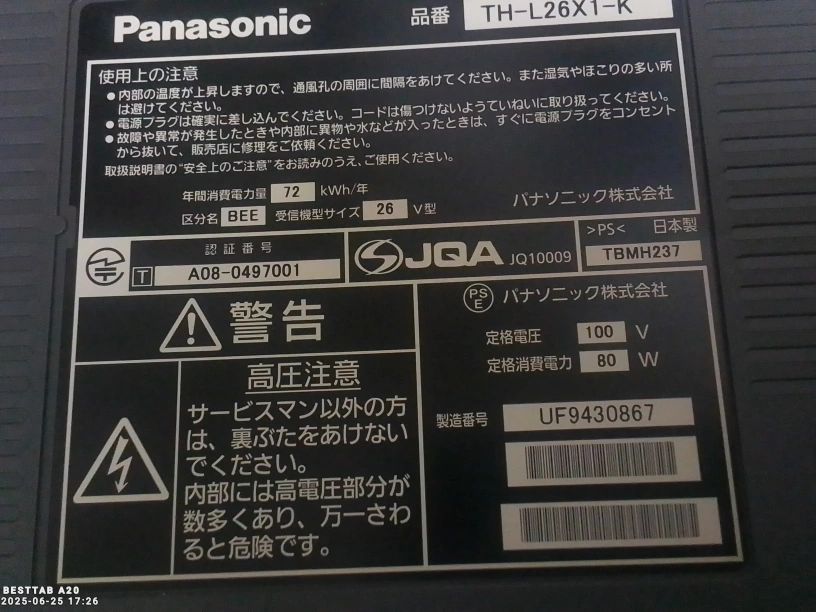 Panasonic 品番 TH-L26X1-K
使用上の注意
●内部の温度が上昇しますので、通風孔の周囲に間隔をあけてください。また湿気やほこりの多い所
は避けてください。
●電源プラグは確実に差し込んでください。コードは傷つけないようていねいに取り扱ってください。
●故障や異常が発生したときや内部に異物や水などが入ったときは、すぐに電源プラグをコンセント
から抜いて、販売店に修理をご依頼ください。
取扱説明書の"安全上のご注意"をお読みのうえ、ご使用ください。
年間消費電力量 72 kWh/年
区分名 BEE 受信機型サイズ 26 V型
パナソニック株式会社
認証番号
T A08-0497001
JQA JQ10009
>PS< 日本製
TBMH237
警告
高圧注意
サービスマン以外の方
は、裏ぶたをあけない
でください。
内部には高電圧部分が
数多くあり、万一さわ
ると危険です。
PS
E パナソニック株式会社
定格電圧 100 V
定格消費電力 80 W
製造番号 UF9430867
BESTTAB A20
2025-06-25 17:26